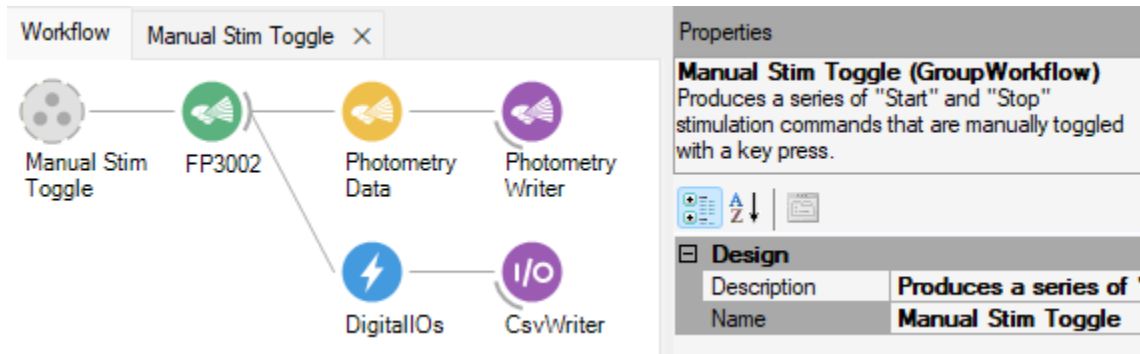 Workflow
Manual Stim Toggle ×
Manual Stim
Toggle
FP3002
Photometry
Data
Photometry
Writer
I/O
DigitalIOs
CsvWriter
Properties
Manual Stim Toggle (GroupWorkflow)
Produces a series of "Start" and "Stop"
stimulation commands that are manually toggled
with a key press.
A
Z
Design
Description Produces a series of "
Name Manual Stim Toggle